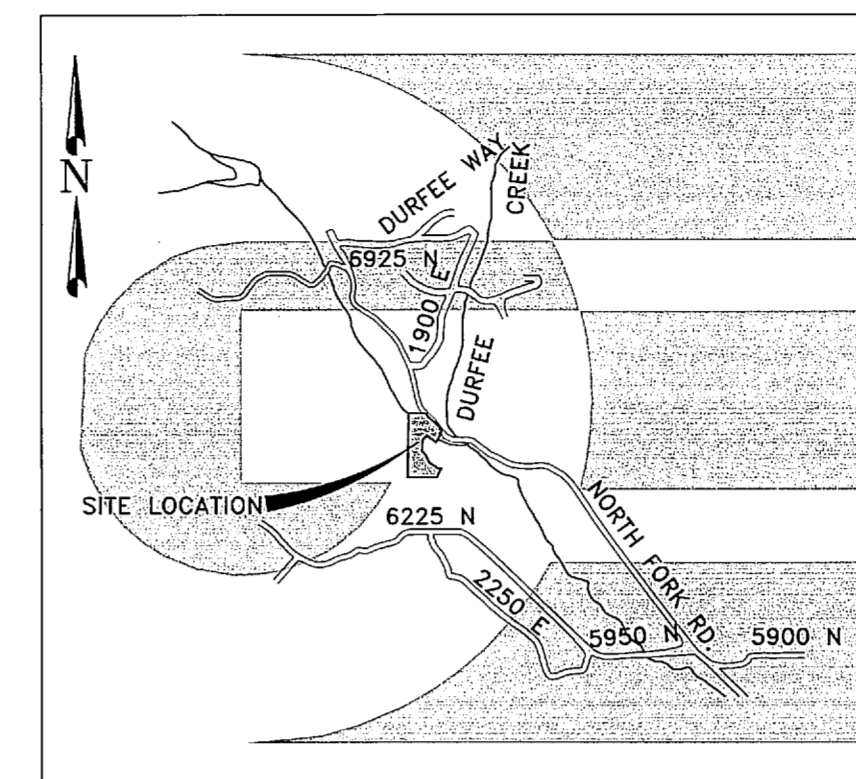 N
DURFEE WAY
CREEK
6925 N
1900 E
DURFEE
SITE LOCATION
6225 N
NORTH FORK RD.
2250 E
5950 N
5900 N